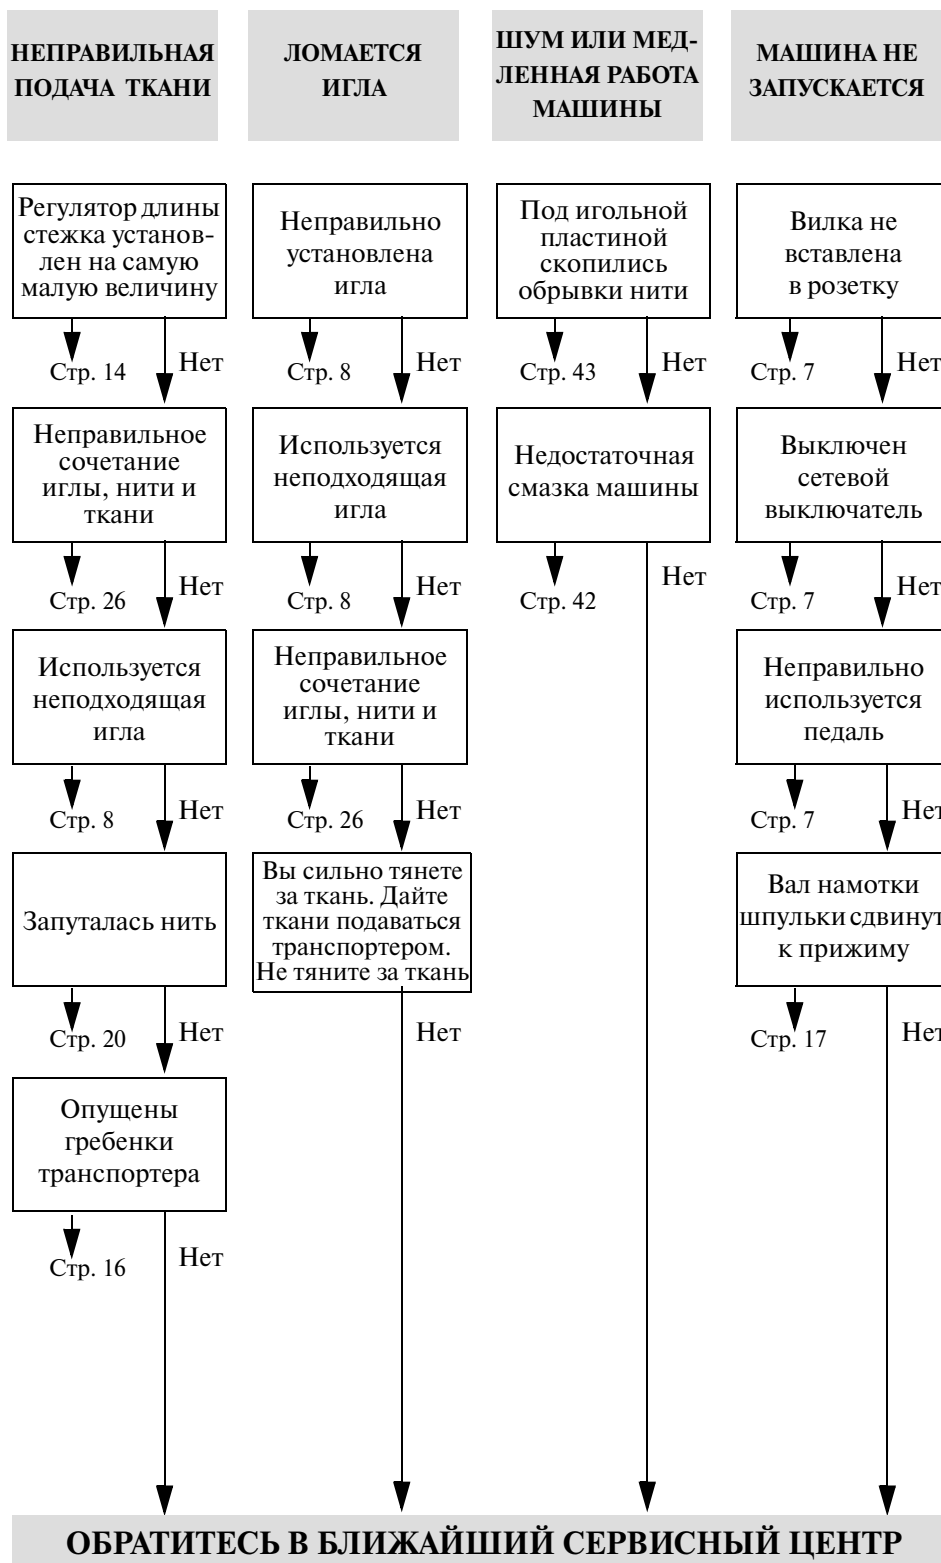 НЕПРАВИЛЬНАЯ
ПОДАЧА ТКАНИ
Регулятор длины
стежка установ-
лен на самую
малую величину
Стр. 14
Нет
Неправильное
сочетание
иглы, нити и
ткани
Стр. 26
Нет
Используется
неподходящая
игла
Стр. 8
Нет
Запуталась нить
Стр. 20
Нет
Опущены
гребенки
транспортера
Стр. 16
Нет
ЛОМАЕТСЯ
ИГЛА
Неправильно
установлена
игла
Стр. 8
Нет
Используется
неподходящая
игла
Стр. 8
Нет
Неправильное
сочетание
иглы, нити и
ткани
Стр. 26
Нет
Вы сильно тянете
за ткань. Дайте
ткани подаваться
транспортером.
Не тяните за ткань
Нет
ШУМ ИЛИ МЕД-
ЛЕННАЯ РАБОТА
МАШИНЫ
Под игольной
пластиной
скопились
обрывки нити
Стр. 43
Нет
Недостаточная
смазка машины
Стр. 42
Нет
МАШИНА НЕ
ЗАПУСКАЕТСЯ
Вилка не
вставлена
в розетку
Стр. 7
Нет
Выключен
сетевой
выключатель
Стр. 7
Нет
Неправильно
используется
педаль
Стр. 7
Нет
Вал намотки
шпульки сдвинут
к прижиму
Стр. 17
Нет
ОБРАТИТЕСЬ В БЛИЖАЙШИЙ СЕРВИСНЫЙ ЦЕНТР